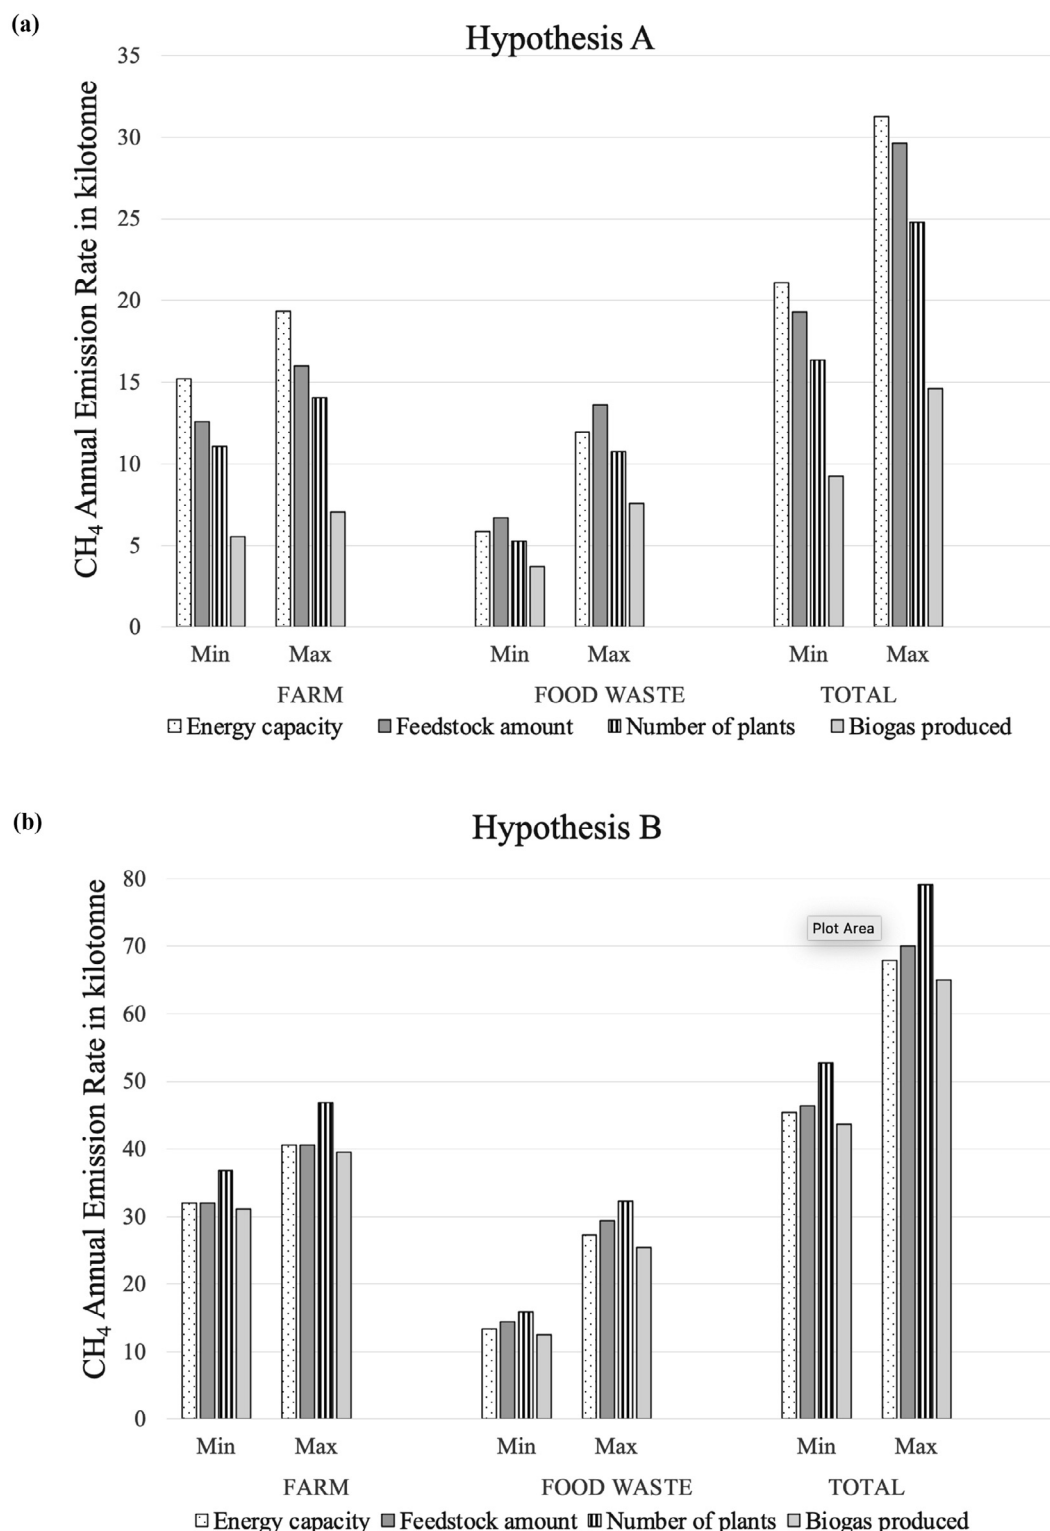 (a)
Hypothesis A
CH4 Annual Emission Rate in kilotonne
35
30
25
20
15
10
5
0
Min Max Min Max Min Max
FARM FOOD WASTE TOTAL
Energy capacity Feedstock amount Number of plants Biogas produced
(b)
Hypothesis B
CH4 Annual Emission Rate in kilotonne
80
70
60
50
40
30
20
10
0
Plot Area
Min Max Min Max Min Max
FARM FOOD WASTE TOTAL
Energy capacity Feedstock amount Number of plants Biogas produced